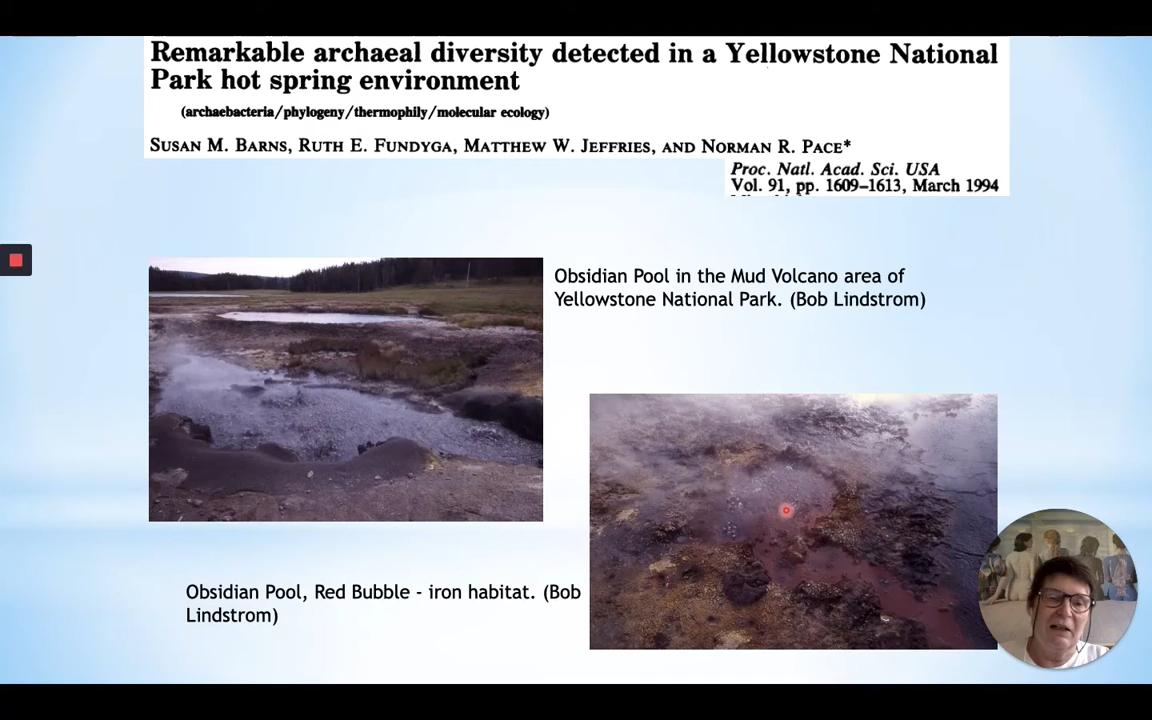 Remarkable archaeal diversity detected in a Yellowstone National
Park hot spring environment
(archaebacteria/phylogeny/thermophily/molecular ecology)
SUSAN M. BARNS, RUTH E. FUNDYGA, MATTHEW W. JEFFRIES, AND NORMAN R. PACE*
Proc. Natl. Acad. Sci. USA
Vol. 91, pp. 1609-1613, March 1994
Obsidian Pool in the Mud Volcano area of
Yellowstone National Park. (Bob Lindstrom)
Obsidian Pool, Red Bubble - iron habitat. (Bob
Lindstrom)